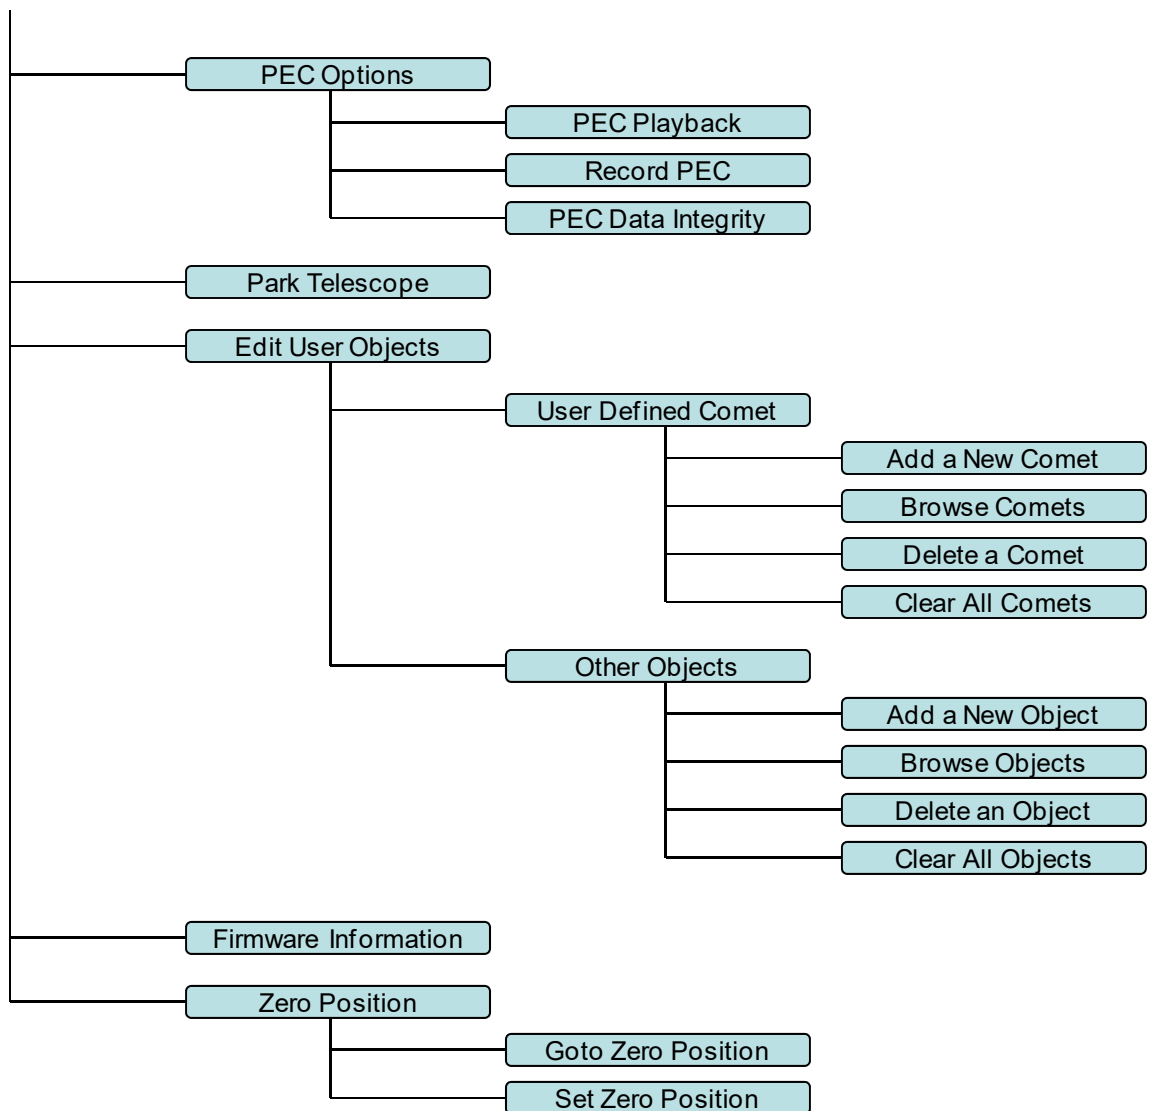 PEC Options
PEC Playback
Record PEC
PEC Data Integrity
Park Telescope
Edit User Objects
User Defined Comet
Add a New Comet
Browse Comets
Delete a Comet
Clear All Comets
Other Objects
Add a New Object
Browse Objects
Delete an Object
Clear All Objects
Firmware Information
Zero Position
Goto Zero Position
Set Zero Position